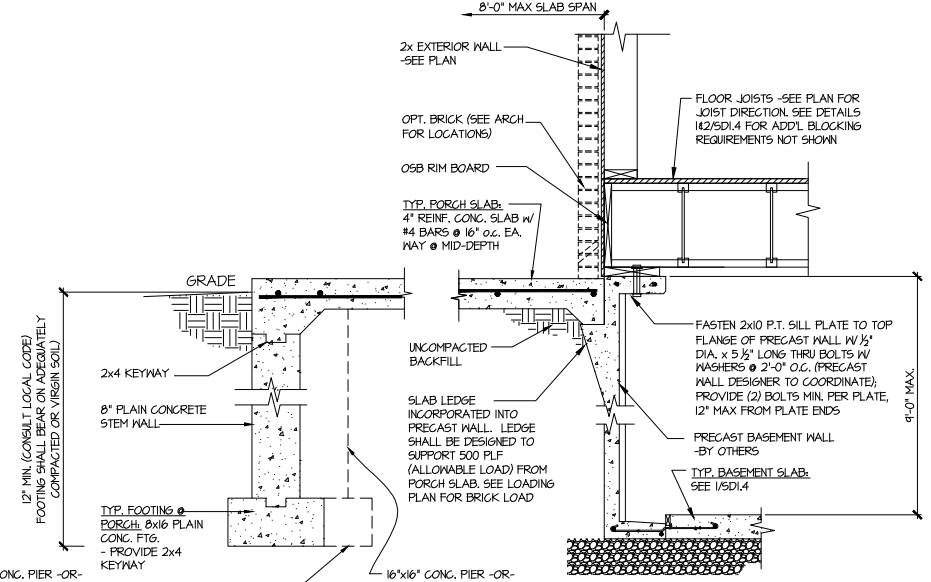 8'-0" MAX SLAB SPAN
2x EXTERIOR WALL
-SEE PLAN
OPT. BRICK (SEE ARCH
FOR LOCATIONS)
OSB RIM BOARD
TYP. PORCH SLAB:
4" REINF. CONC. SLAB W/
#4 BARS @ 16" o.c. EA.
WAY @ MID-DEPTH
FLOOR JOISTS -SEE PLAN FOR
JOIST DIRECTION. SEE DETAILS
1&2/SD1.4 FOR ADD'L BLOCKING
REQUIREMENTS NOT SHOWN
GRADE
12" MIN. (CONSULT LOCAL CODE)
FOOTING SHALL BEAR ON ADEQUATELY
COMPACTED OR VIRGIN SOIL)
2x4 KEYWAY
8" PLAIN CONCRETE
STEM WALL
TYP. FOOTING @
PORCH: 8x16 PLAIN
CONC. FTG.
- PROVIDE 2x4
KEYWAY
UNCOMPACTED
BACKFILL
SLAB LEDGE
INCORPORATED INTO
PRECAST WALL. LEDGE
SHALL BE DESIGNED TO
SUPPORT 500 PLF
(ALLOWABLE LOAD) FROM
PORCH SLAB. SEE LOADING
PLAN FOR BRICK LOAD
FASTEN 2x10 P.T. SILL PLATE TO TOP
FLANGE OF PRECAST WALL W/ 1/2"
DIA. x 5 1/2" LONG THRU BOLTS W/
WASHERS @ 2'-0" O.C. (PRECAST
WALL DESIGNER TO COORDINATE);
PROVIDE (2) BOLTS MIN. PER PLATE,
12" MAX FROM PLATE ENDS
PRECAST BASEMENT WALL
-BY OTHERS
TYP. BASEMENT SLAB:
SEE 1/SD1.4
9'-0" MAX.
ONC. PIER -OR-
16"x16" CONC. PIER -OR-